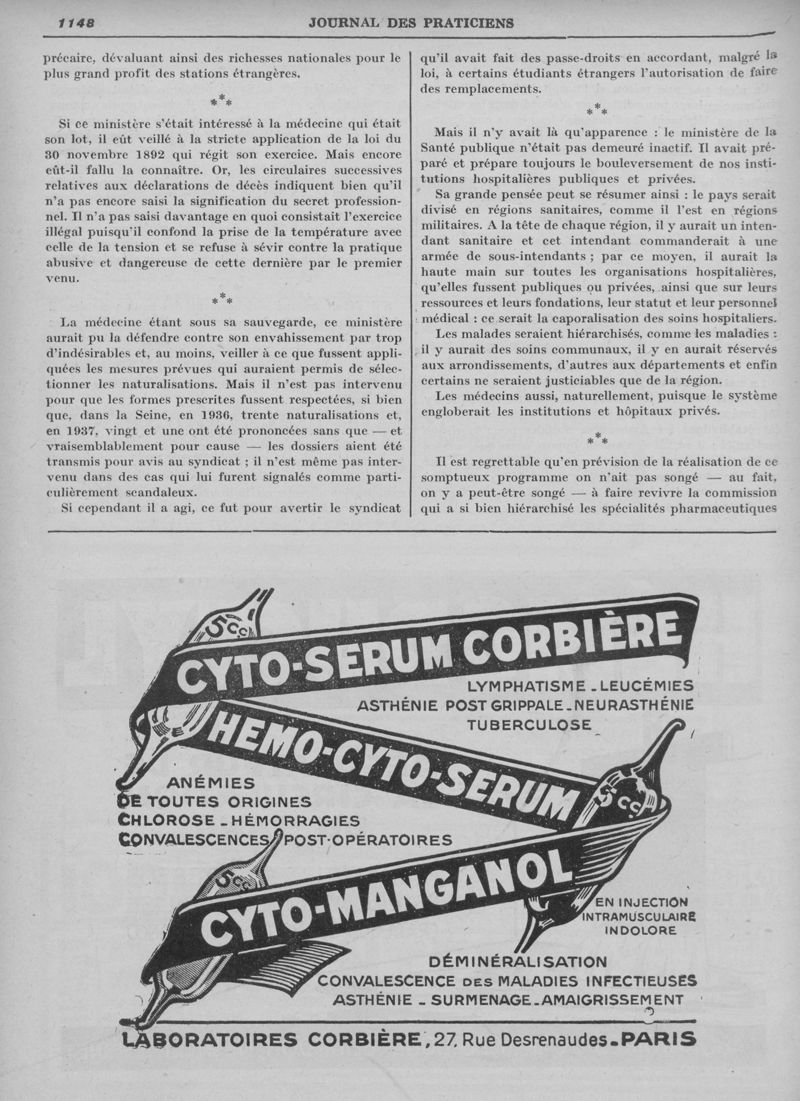 1148
JOURNAL DES PRATICIENS
précaire, dévaluant ainsi des richesses nationales pour le
plus grand profit des stations étrangères.
***
Si ce ministère s'était intéressé à la médecine qui était
son lot, il eût veillé à la stricte application de la loi du
30 novembre 1892 qui régit son exercice. Mais encore
eût-il fallu la connaître. Or, les circulaires successives
relatives aux déclarations de décès indiquent bien qu'il
n'a pas encore saisi la signification du secret profession-
nel. Il n'a pas saisi davantage en quoi consistait l'exercice
illégal puisqu'il confond la prise de la température avec
celle de la tension et se refuse à sévir contre la pratique
abusive et dangereuse de cette dernière par le premier
venu.
***
La médecine étant sous sa sauvegarde, ce ministère
aurait pu la défendre contre son envahissement par trop
d'indésirables et, au moins, veiller à ce que fussent appli-
quées les mesures prévues qui auraient permis de sélec-
tionner les naturalisations. Mais il n'est pas intervenu
pour que les formes prescrites fussent respectées, si bien
que, dans la Seine, en 1936, trente naturalisations et,
en 1937, vingt et une ont été prononcées sans que — et
vraisemblablement pour cause — les dossiers aient été
transmis pour avis au syndicat ; il n'est même pas inter-
venu dans des cas qui lui furent signalés comme parti-
culièrement scandaleux.
Si cependant il a agi, ce fut pour avertir le syndicat
qu'il avait fait des passe-droits en accordant, malgré la
loi, à certains étudiants étrangers l'autorisation de faire
des remplacements.
***
Mais il n'y avait là qu'apparence : le ministère de la
Santé publique n'était pas demeuré inactif. Il avait pré-
paré et prépare toujours le bouleversement de nos insti-
tutions hospitalières publiques et privées.
Sa grande pensée peut se résumer ainsi : le pays serait
divisé en régions sanitaires, comme il l'est en régions
militaires. A la tête de chaque région, il y aurait un inten-
dant sanitaire et cet intendant commanderait à une
armée de sous-intendants ; par ce moyen, il aurait la
haute main sur toutes les organisations hospitalières,
qu'elles fussent publiques ou privées, ainsi que sur leurs
ressources et leurs fondations, leur statut et leur personnel
médical : ce serait la caporalisation des soins hospitaliers.
Les malades seraient hiérarchisés, comme les maladies :
il y aurait des soins communaux, il y en aurait réservés
aux arrondissements, d'autres aux départements et enfin
certains ne seraient justiciables que de la région.
Les médecins aussi, naturellement, puisque le système
engloberait les institutions et hôpitaux privés.
***
Il est regrettable qu'en prévision de la réalisation de ce
somptueux programme on n'ait pas songé — au fait,
on y a peut-être songé — à faire revivre la commission
qui a si bien hiérarchisé les spécialités pharmaceutiques
5cc
CYTO-SERUM CORBIÈRE
LYMPHATISME - LEUCÉMIES
ASTHÉNIE POST GRIPPALE - NEURASTHÉNIE
TUBERCULOSE
HEMO-CYTO-SERUM
5cc
ANÉMIES
DE TOUTES ORIGINES
CHLOROSE - HÉMORRAGIES
CONVALESCENCES POST-OPÉRATOIRES
5cc
CYTO-MANGANOL
EN INJECTION
INTRAMUSCULAIRE
INDOLORE
DÉMINÉRALISATION
CONVALESCENCE DES MALADIES INFECTIEUSES
ASTHÉNIE - SURMENAGE - AMAIGRISSEMENT
LABORATOIRES CORBIÈRE, 27, Rue Desrenaudes - PARIS